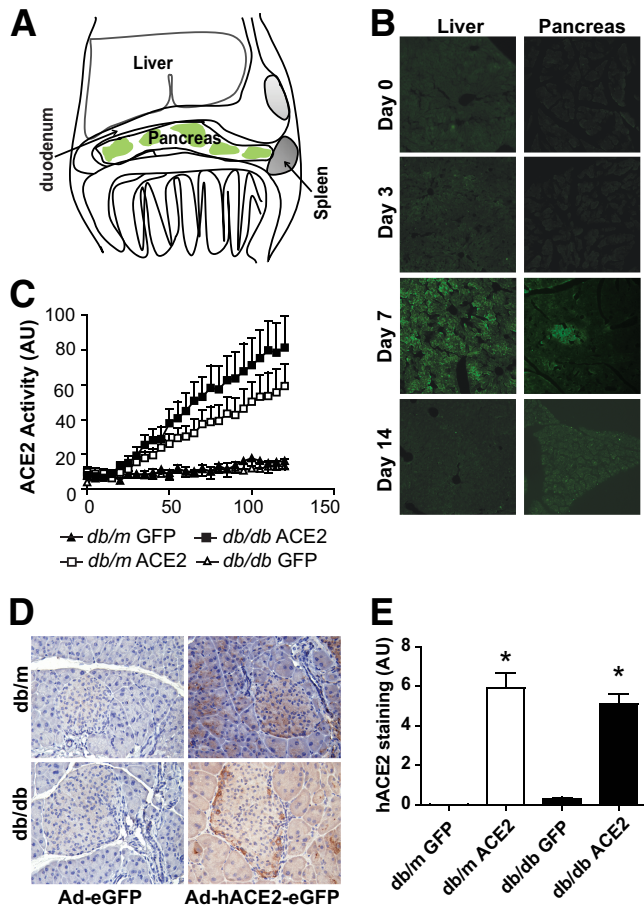 A
Liver
duodenum
Pancreas
Spleen
B
Liver Pancreas
Day 0
Day 3
Day 7
Day 14
C
ACE2 Activity (AU)
100
80
60
40
20
0
0 50 100 150
db/m GFP db/db ACE2
db/m ACE2 db/db GFP
D
db/m
db/db
Ad-eGFP Ad-hACE2-eGFP
E
hACE2 staining (AU)
8
6
4
2
0
* *
db/m GFP
db/m ACE2
db/db GFP
db/db ACE2